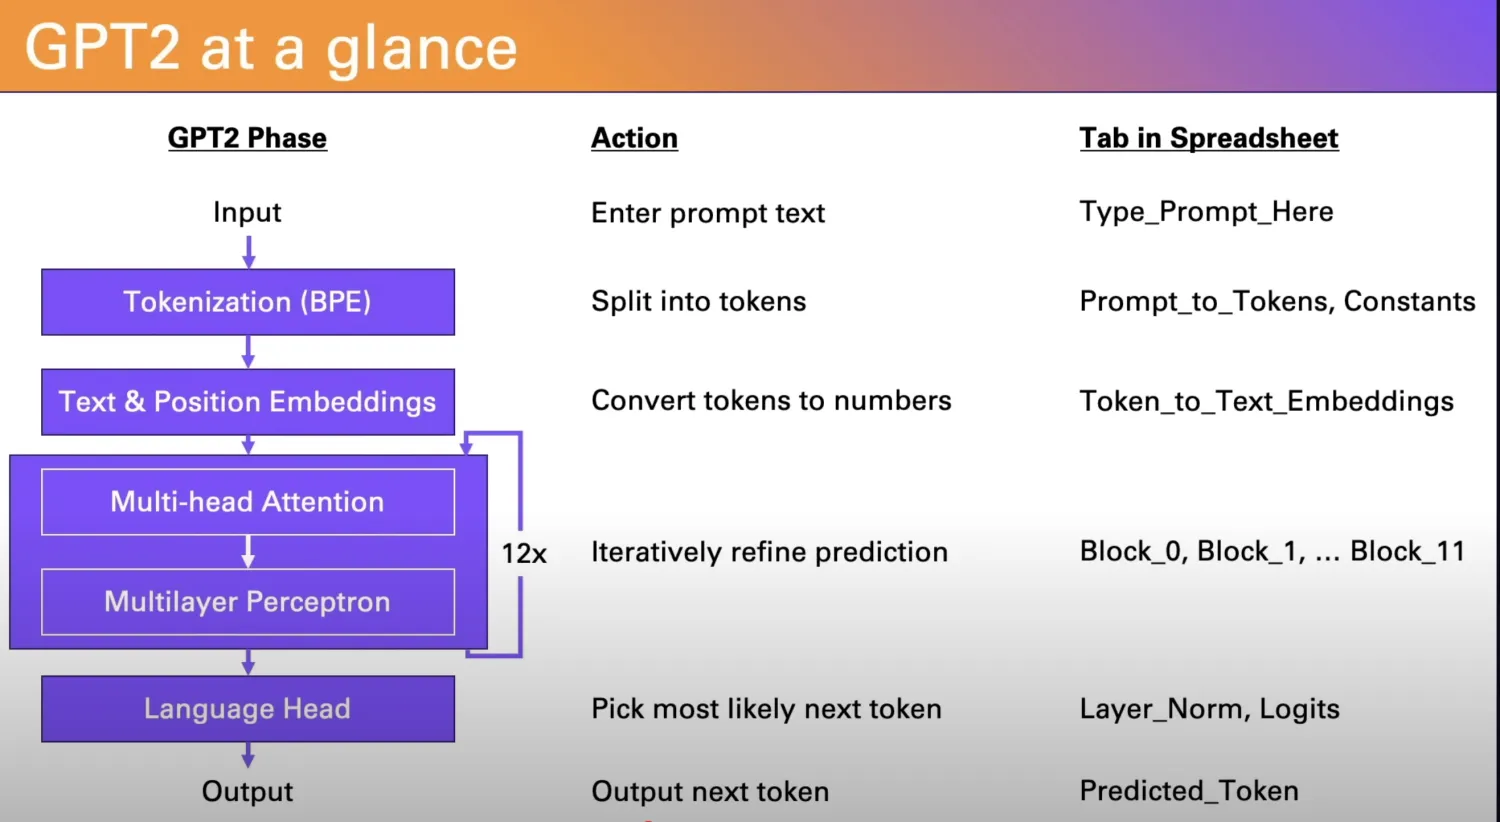 GPT2 at a glance
GPT2 Phase Action Tab in Spreadsheet
Input Enter prompt text Type_Prompt_Here
Tokenization (BPE) Split into tokens Prompt_to_Tokens, Constants
Text & Position Embeddings Convert tokens to numbers Token_to_Text_Embeddings
Multi-head Attention
12x Iteratively refine prediction Block_0, Block_1, ... Block_11
Multilayer Perceptron
Language Head Pick most likely next token Layer_Norm, Logits
Output Output next token Predicted_Token